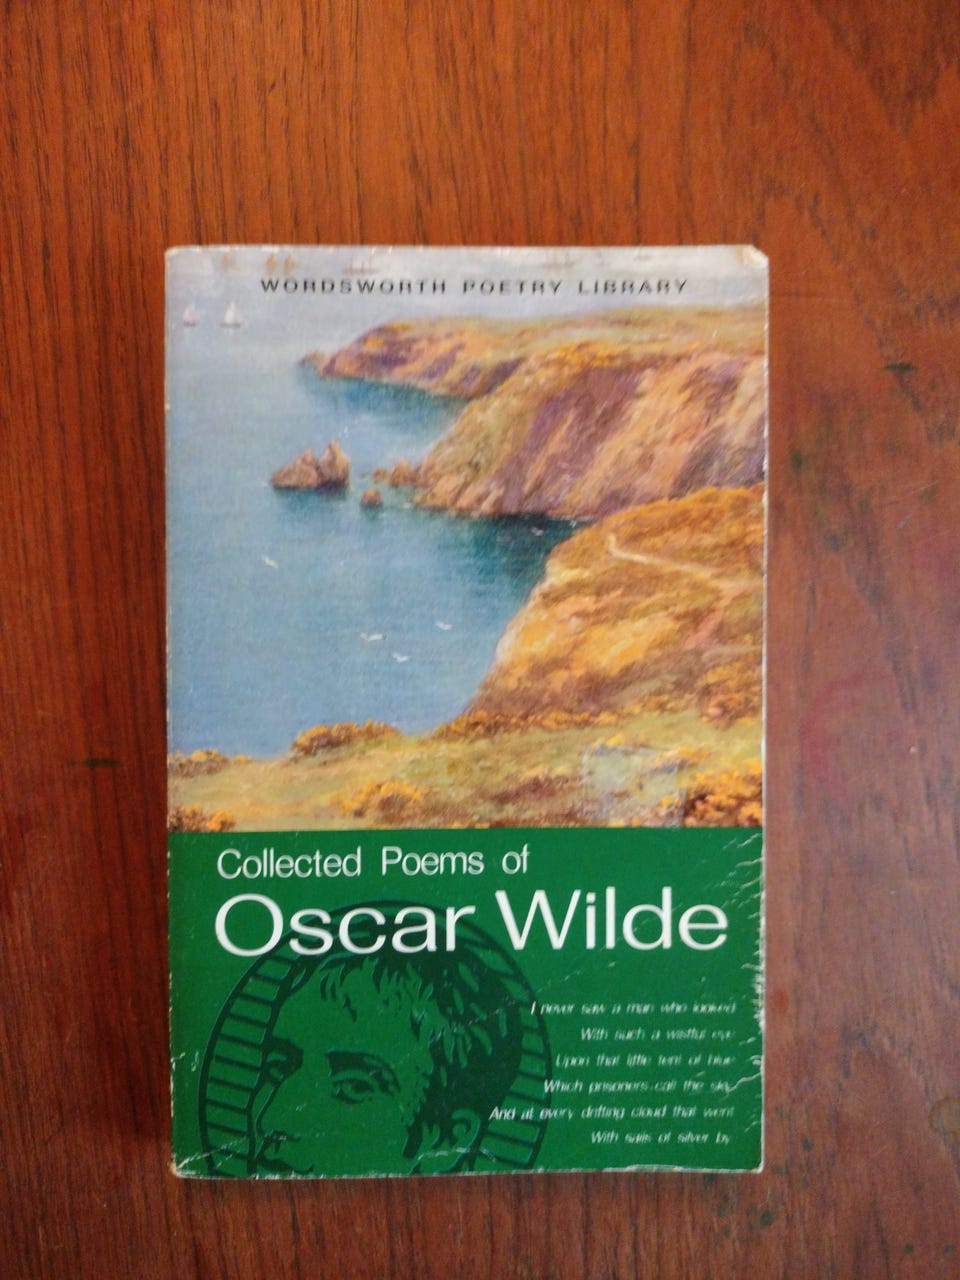 WORDSWORTH POETRY LIBRARY
Collected Poems of
Oscar Wilde
I never saw a man who looked
With such a wistful eye
Upon that little tent of blue
Which prisoners call the sky,
And at every drifting cloud that went
With sails of silver by